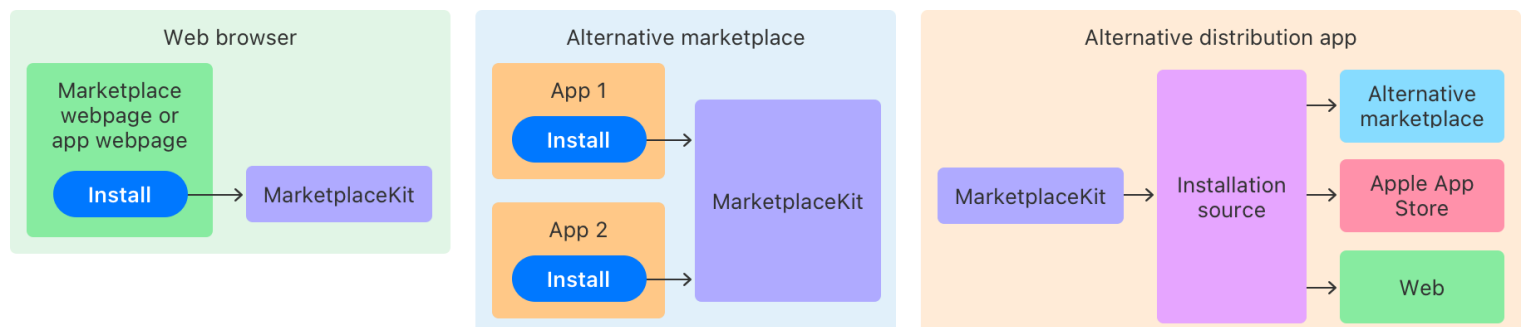 Web browser
Marketplace
webpage or
app webpage
Install
MarketplaceKit
Alternative marketplace
App 1
Install
App 2
Install
MarketplaceKit
Alternative distribution app
MarketplaceKit
Installation
source
Alternative
marketplace
Apple App
Store
Web